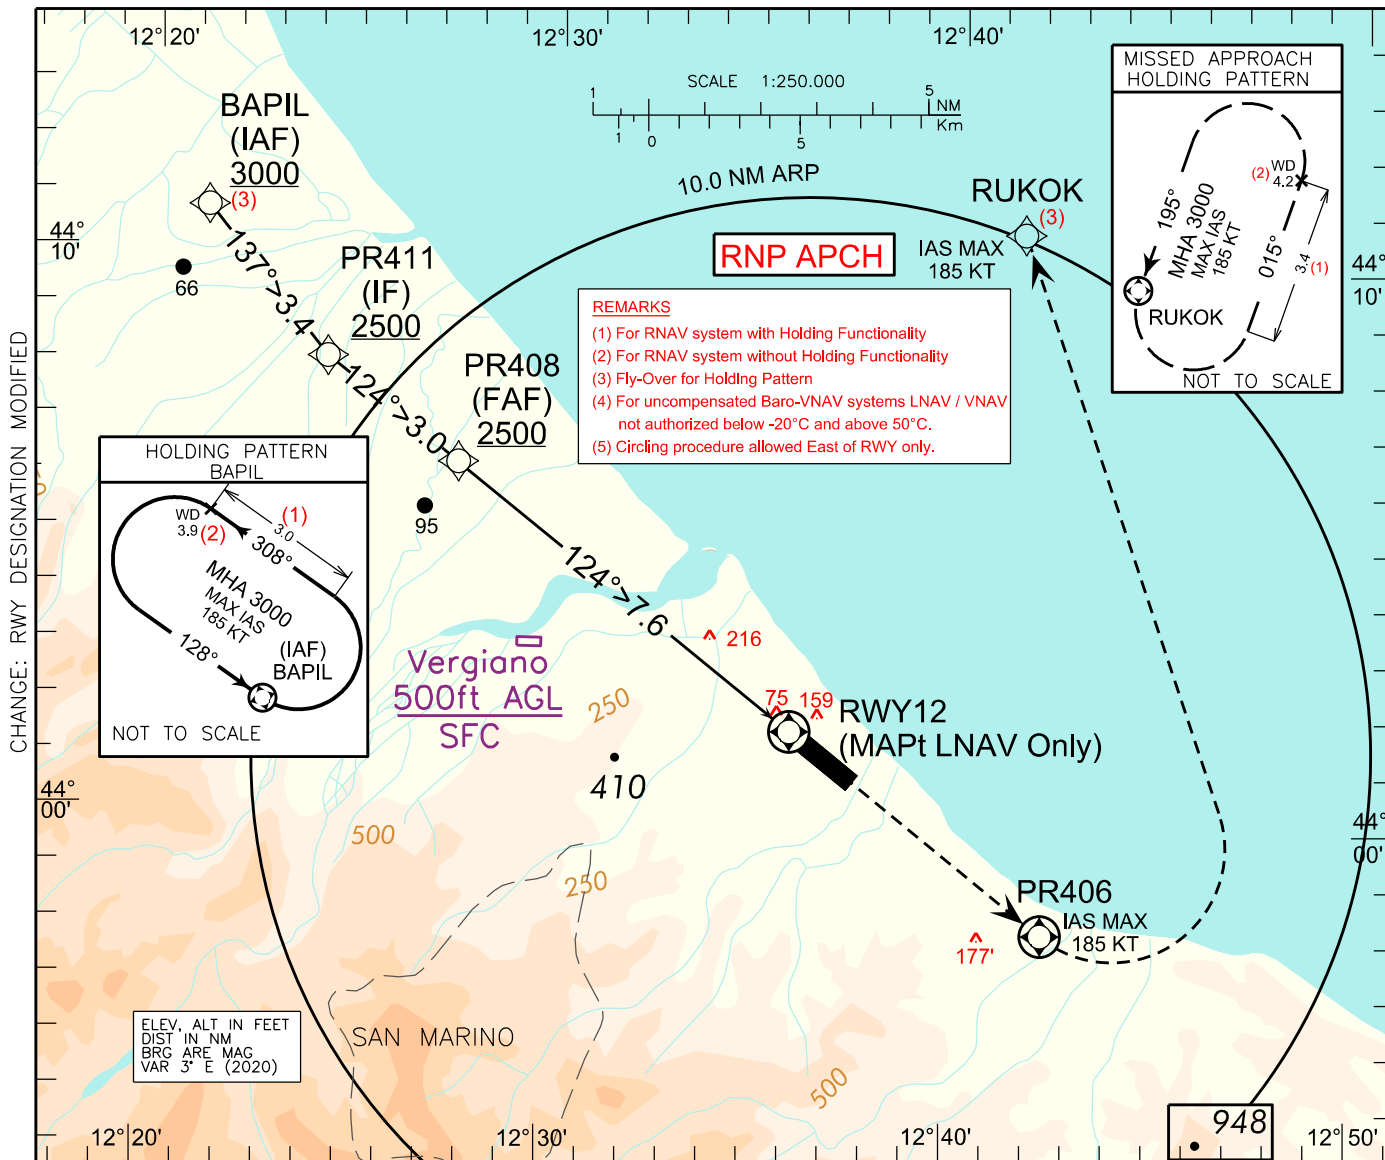 12°20'
12°30'
12°40'
SCALE 1:250.000
1
5
NM
Km
1
0
5
MISSED APPROACH
HOLDING PATTERN
(2)
WD
4.2
195°
MHA 3000
MAX IAS
185 KT
015°
3.4
(1)
RUKOK
NOT TO SCALE
BAPIL
(IAF)
3000
(3)
137°>3.4
66
44°
10'
PR411
(IF)
2500
124°>3.0
PR408
(FAF)
2500
95
10.0 NM ARP
RUKOK
(3)
IAS MAX
185 KT
RNP APCH
44°
10'
REMARKS
(1) For RNAV system with Holding Functionality
(2) For RNAV system without Holding Functionality
(3) Fly-Over for Holding Pattern
(4) For uncompensated Baro-VNAV systems LNAV / VNAV
not authorized below -20°C and above 50°C.
(5) Circling procedure allowed East of RWY only.
CHANGE: RWY DESIGNATION MODIFIED
HOLDING PATTERN
BAPIL
WD
3.9
(2)
(1)
3.0
308°
MHA 3000
MAX IAS
185 KT
128°
(IAF)
BAPIL
NOT TO SCALE
124°>7.6
Vergiano
500ft AGL
SFC
216
75
159
RWY12
(MAPt LNAV Only)
250
410
44°
00'
500
250
44°
00'
PR406
IAS MAX
185 KT
177'
ELEV, ALT IN FEET
DIST IN NM
BRG ARE MAG
VAR 3° E (2020)
SAN MARINO
500
948
12°20'
12°30'
12°40'
12°50'